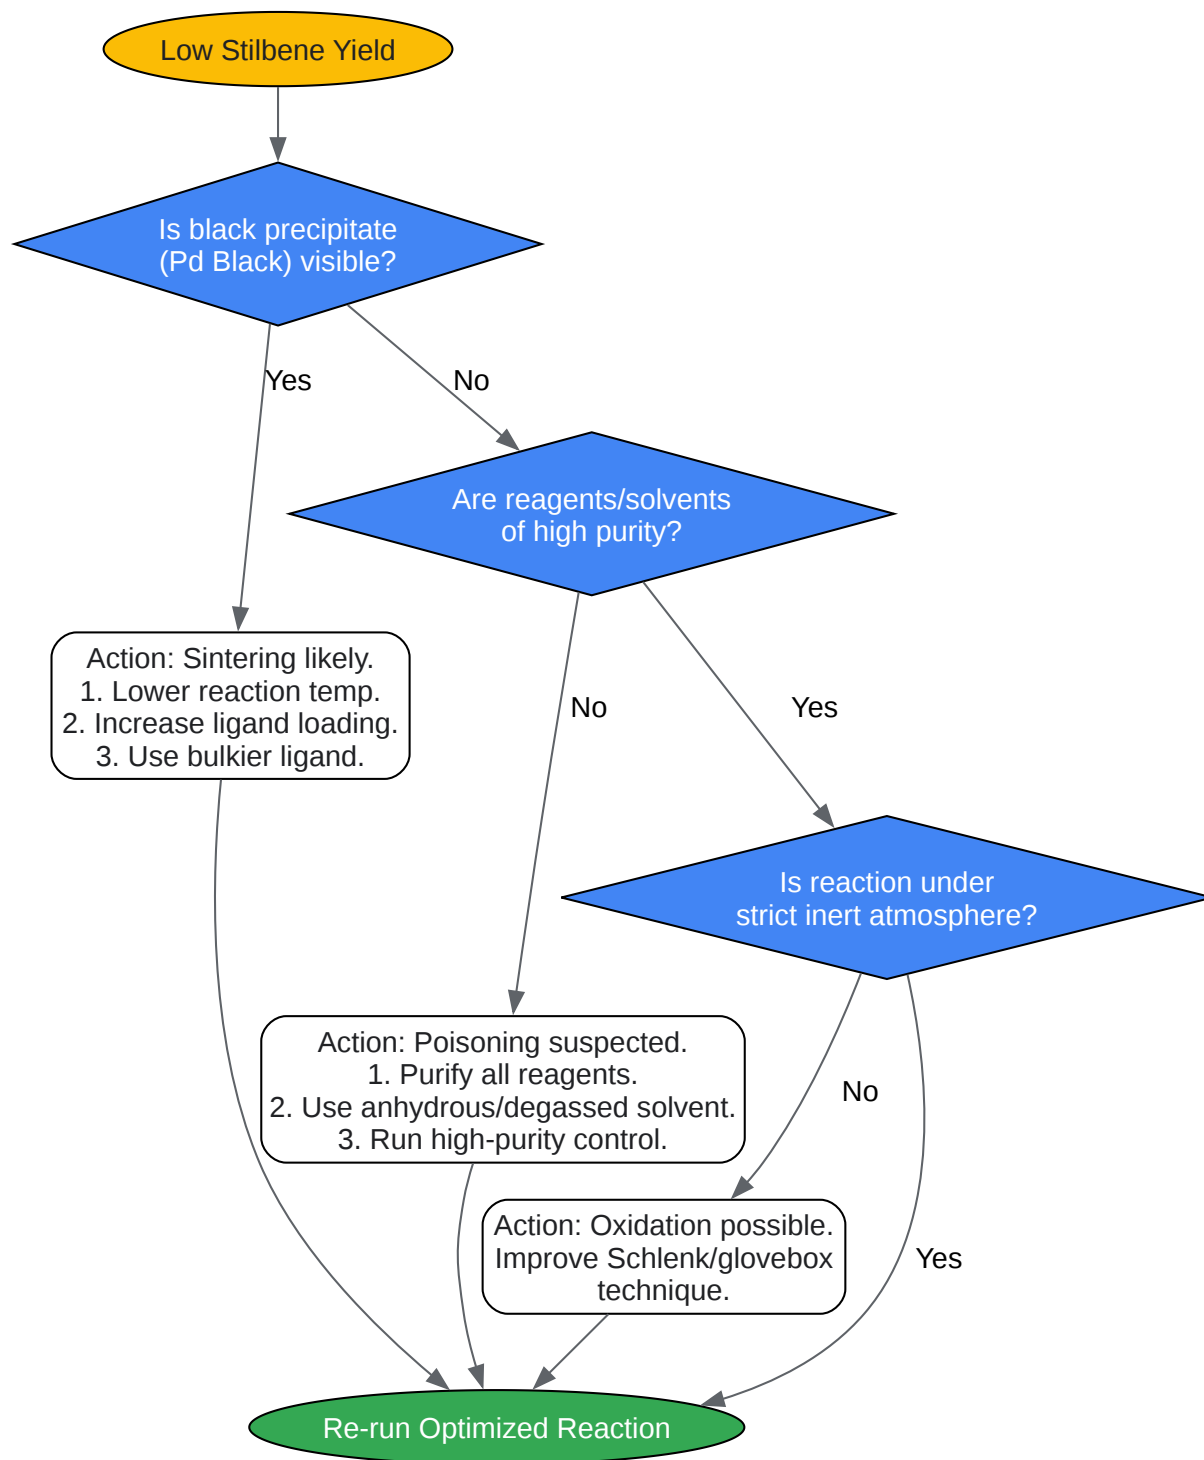 Low Stilbene Yield
Is black precipitate
(Pd Black) visible?
Yes
No
Are reagents/solvents
of high purity?
Action: Sintering likely.
1. Lower reaction temp.
2. Increase ligand loading.
3. Use bulkier ligand.
No
Yes
Is reaction under
strict inert atmosphere?
Action: Poisoning suspected.
1. Purify all reagents.
2. Use anhydrous/degassed solvent.
3. Run high-purity control.
No
Action: Oxidation possible.
Improve Schlenk/glovebox
technique.
Yes
Re-run Optimized Reaction